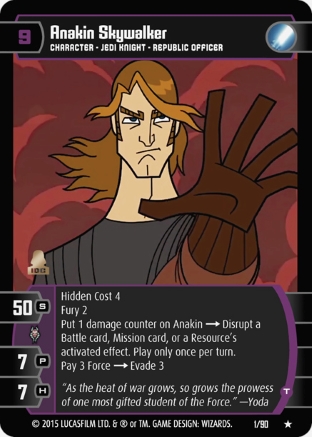 9
Anakin Skywalker
CHARACTER - JEDI KNIGHT - REPUBLIC OFFICER
50 S
7 P
7 H
Hidden Cost 4
Fury 2
Put 1 damage counter on Anakin → Disrupt a
Battle card, Mission card, or a Resource's
activated effect. Play only once per turn.
Pay 3 Force → Evade 3
"As the heat of war grows, so grows the prowess
of one most gifted student of the Force." —Yoda
T
© 2015 LUCASFILM LTD. & ® or TM. GAME DESIGN: WIZARDS.
1/90